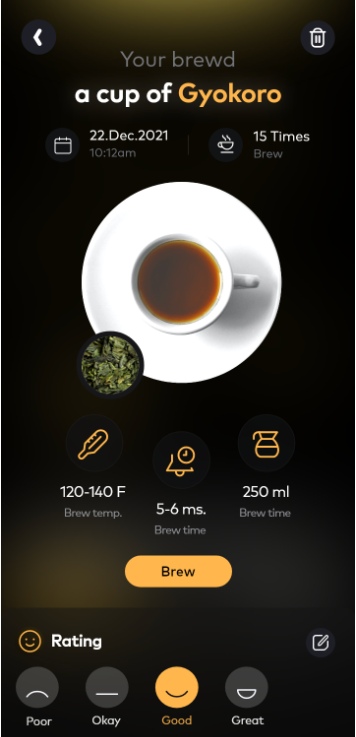 Your brewd
a cup of Gyokoro
22.Dec.2021
10:12am
15 Times
Brew
120-140 F
Brew temp.
5-6 ms.
Brew time
250 ml
Brew time
Brew
Rating
Poor
Okay
Good
Great